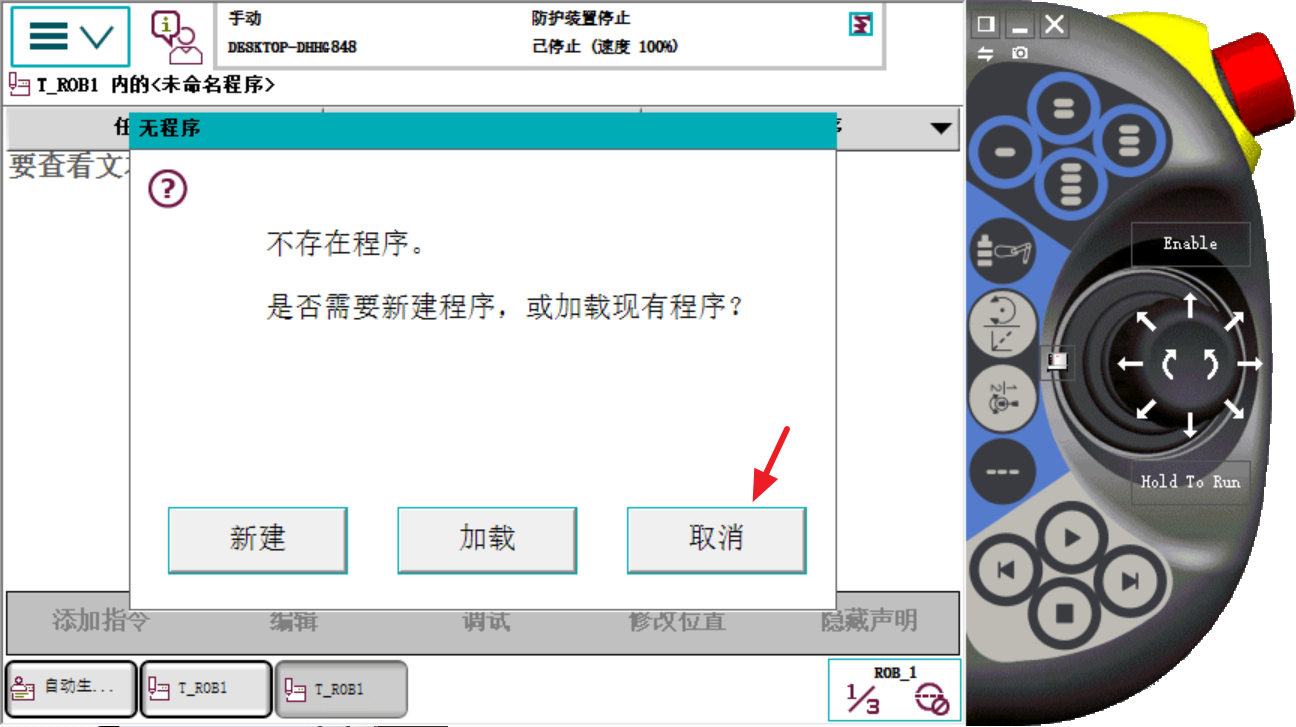 手动
防护装置停止
DESKTOP-DHHG848
己停止 (速度 100%)
T_ROB1 内的<未命名程序>
无程序
要查看文
不存在程序。
是否需要新建程序，或加载现有程序？
新建
加载
取消
添加指令
编辑
调试
修改位置
隐藏声明
自动生...
T_ROB1
T_ROB1
ROB_1
1/3
Enable
Hold To Run